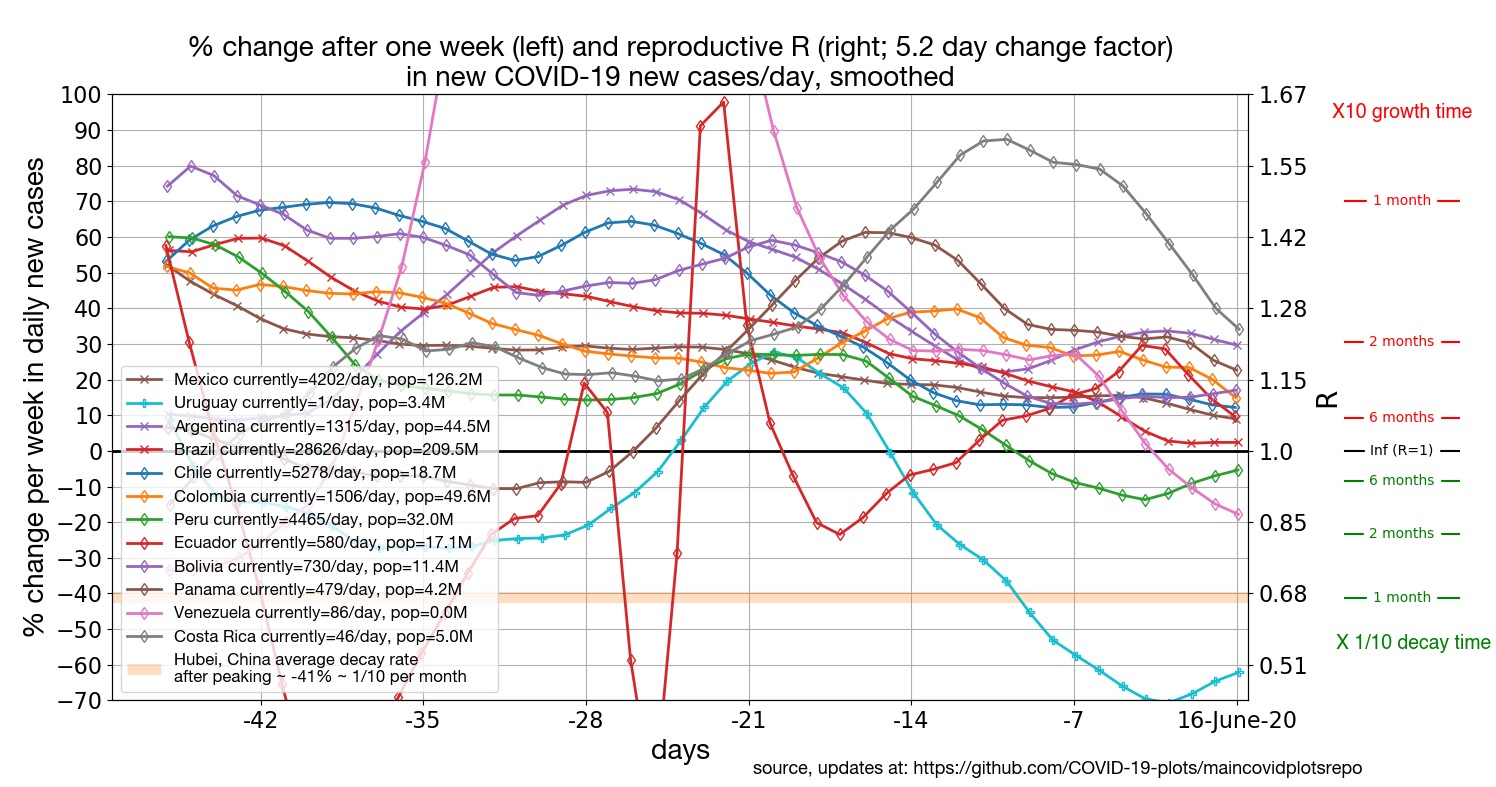 % change after one week (left) and reproductive R (right; 5.2 day change factor)
in new COVID-19 new cases/day, smoothed
% change per week in daily new cases
100
90
80
70
60
50
40
30
20
10
0
−10
−20
−30
−40
−50
−60
−70
Mexico currently=4202/day, pop=126.2M
Uruguay currently=1/day, pop=3.4M
Argentina currently=1315/day, pop=44.5M
Brazil currently=28626/day, pop=209.5M
Chile currently=5278/day, pop=18.7M
Colombia currently=1506/day, pop=49.6M
Peru currently=4465/day, pop=32.0M
Ecuador currently=580/day, pop=17.1M
Bolivia currently=730/day, pop=11.4M
Panama currently=479/day, pop=4.2M
Venezuela currently=86/day, pop=0.0M
Costa Rica currently=46/day, pop=5.0M
Hubei, China average decay rate
after peaking ~ -41% ~ 1/10 per month
-42
-35
-28
-21
-14
-7
16-June-20
days
1.67
1.55
1.42
1.28
1.15
1.0
0.85
0.68
0.51
R
X10 growth time
1 month
2 months
6 months
Inf (R=1)
6 months
2 months
1 month
X 1/10 decay time
source, updates at: https://github.com/COVID-19-plots/maincovidplotsrepo